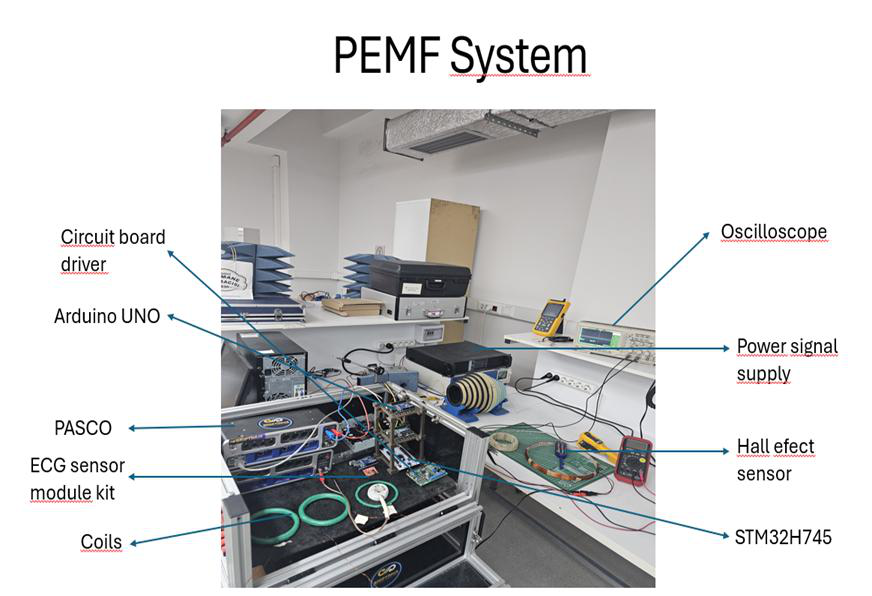 PEMF System
Circuit board
driver
Arduino UNO
PASCO
ECG sensor
module kit
Coils
Oscilloscope
Power signal
supply
Hall efect
sensor
STM32H745